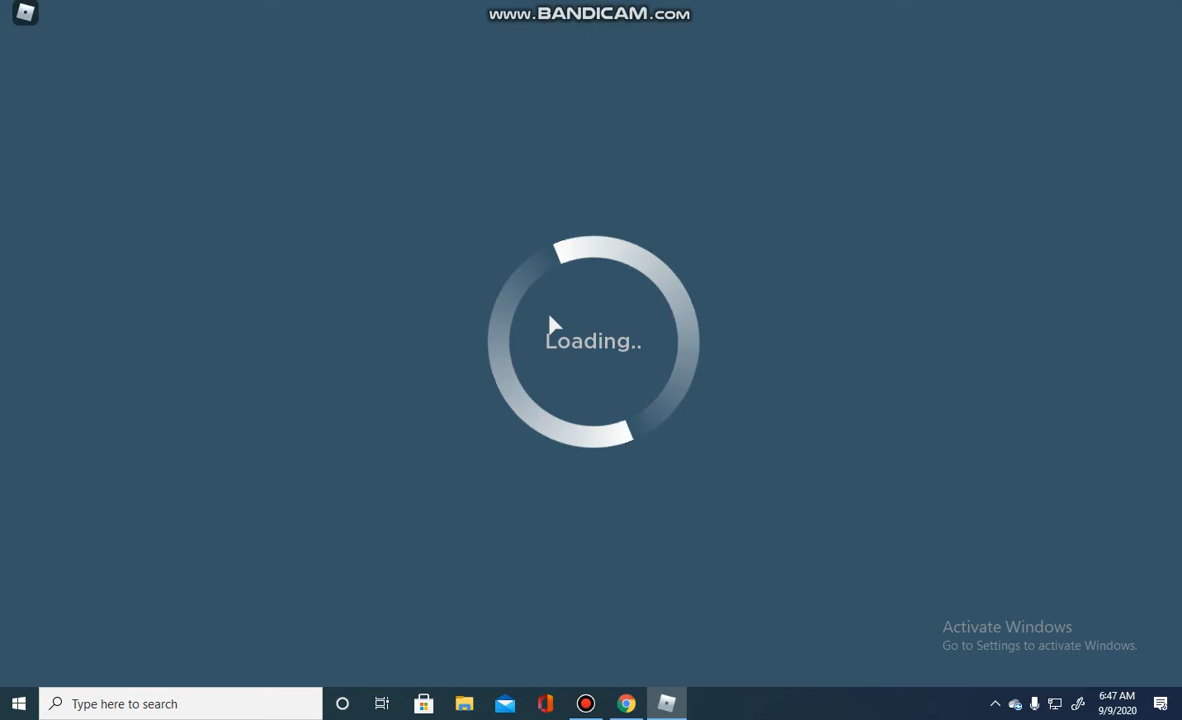 www.BANDICAM.com
Loading..
Activate Windows
Go to Settings to activate Windows.
Type here to search
6:47 AM
9/9/2020